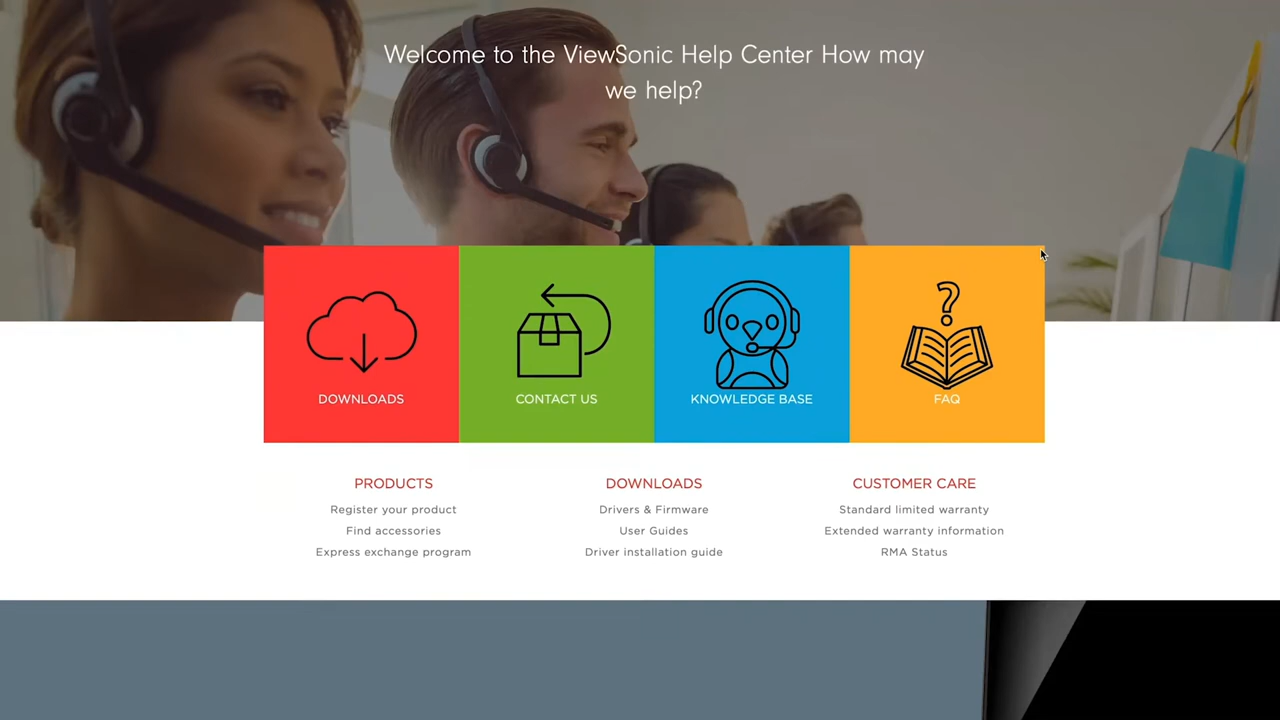 Welcome to the ViewSonic Help Center How may
we help?
DOWNLOADS
CONTACT US
KNOWLEDGE BASE
FAQ
PRODUCTS
Register your product
Find accessories
Express exchange program
DOWNLOADS
Drivers & Firmware
User Guides
Driver installation guide
CUSTOMER CARE
Standard limited warranty
Extended warranty information
RMA Status